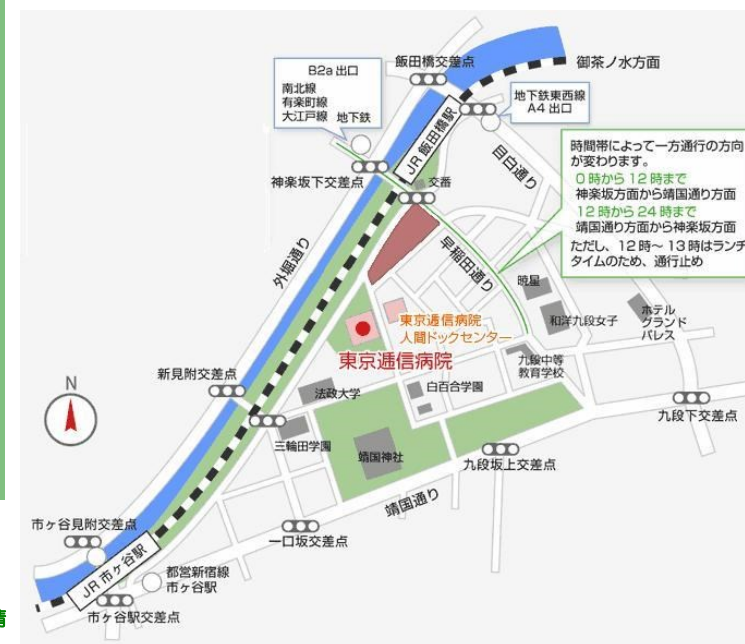 飯田橋交差点
御茶ノ水方面
B2a 出口
南北線
有楽町線
大江戸線 地下鉄
地下鉄東西線
A4 出口
JR 飯田橋駅
目白通り
時間帯によって一方通行の方向
が変わります。
0時から12時まで
神楽坂方面から靖国通り方面
12時から24時まで
靖国通り方面から神楽坂方面
ただし、12時～13時はランチ
タイムのため、通行止め
神楽坂下交差点
交番
早稲田通り
外堀通り
暁星
和洋九段女子
ホテル
グランド
パレス
東京逓信病院
人間ドックセンター
東京逓信病院
九段中等
教育学校
新見附交差点
N
法政大学
白百合学園
九段下交差点
三輪田学園
靖国神社
九段坂上交差点
靖国通り
市ヶ谷見附交差点
一口坂交差点
JR 市ヶ谷駅
都営新宿線
市ヶ谷駅
市ヶ谷駅交差点